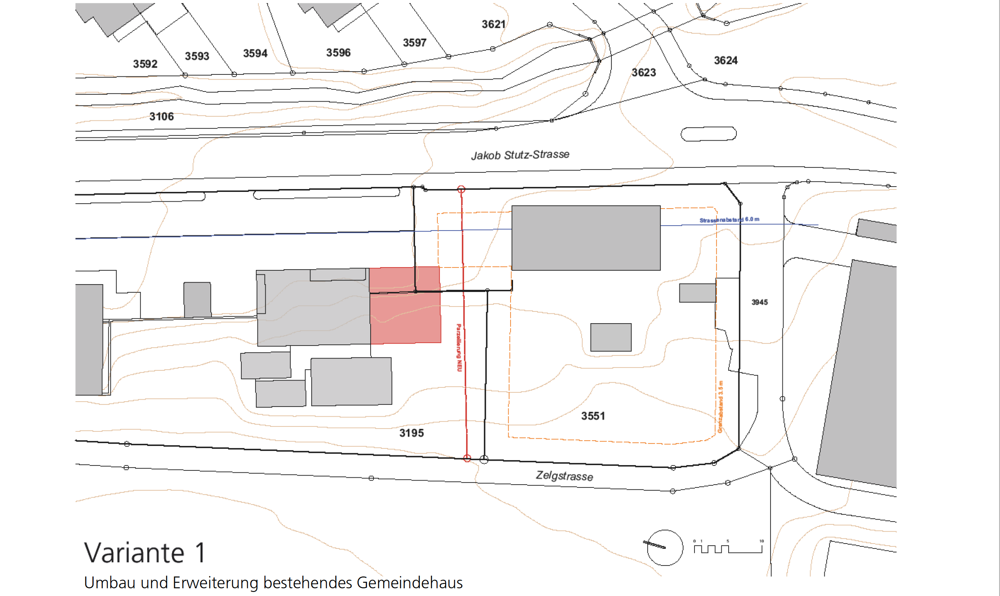 3621
3597
3596
3594
3593
3592
3624
3623
3106
Jakob Stutz-Strasse
Strassenabstand 6.0 m
3945
Parzellierung NEU
Grenzabstand 3.5 m
3551
3195
Zelgstrasse
0 1 5 10
Variante 1
Umbau und Erweiterung bestehendes Gemeindehaus